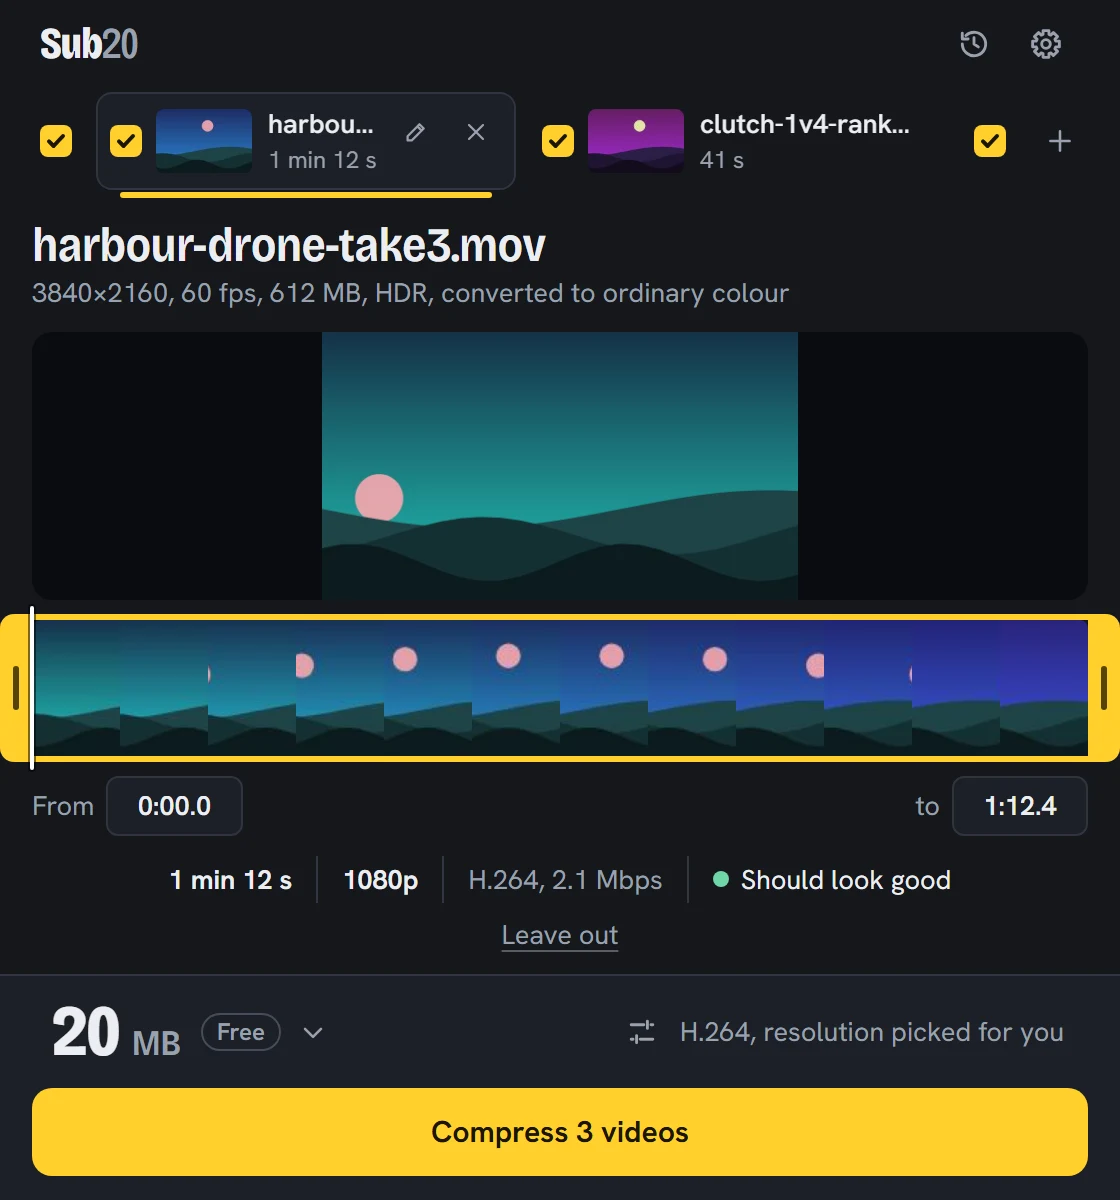 Sub20
harbou...
1 min 12 s
clutch-1v4-rank...
41 s
harbour-drone-take3.mov
3840×2160, 60 fps, 612 MB, HDR, converted to ordinary colour
From 0:00.0 to 1:12.4
1 min 12 s 1080p H.264, 2.1 Mbps Should look good
Leave out
20 MB Free H.264, resolution picked for you
Compress 3 videos